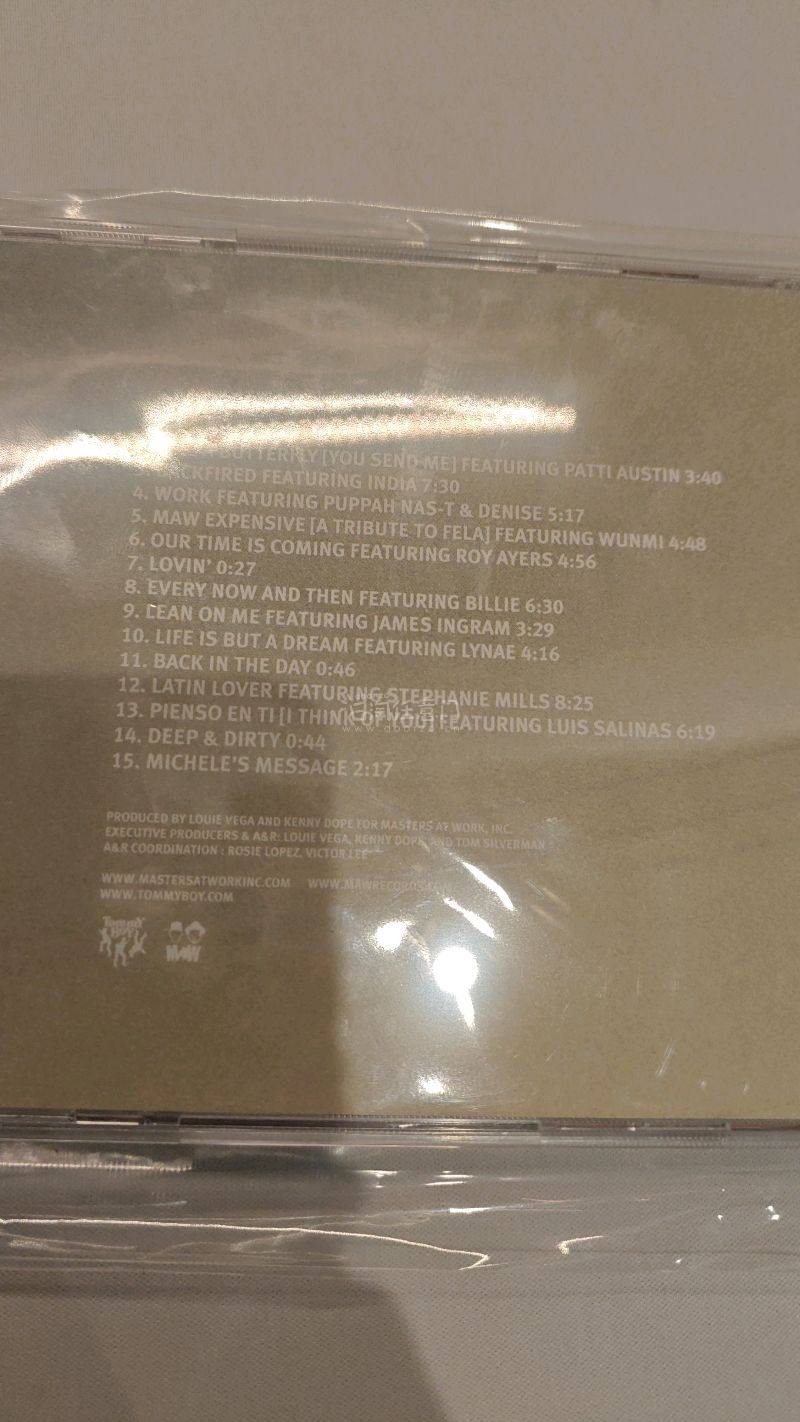 BUTTERFLY [YOU SEND ME] FEATURING PATTI AUSTIN 3:40
FEATURING INDIA 7:30
4. WORK FEATURING PUPPAH NAS-T & DENISE 5:17
5. MAW EXPENSIVE [A TRIBUTE TO FELA] FEATURING WUNMI 4:48
6. OUR TIME IS COMING FEATURING ROY AYERS 4:56
7. LOVIN' 0:27
8. EVERY NOW AND THEN FEATURING BILLIE 6:30
9. LEAN ON ME FEATURING JAMES INGRAM 3:29
10. LIFE IS BUT A DREAM FEATURING LYNAE 4:16
11. BACK IN THE DAY 0:46
12. LATIN LOVER FEATURING STEPHANIE MILLS 8:25
13. PIENSO EN TI [I THINK OF YOU] FEATURING LUIS SALINAS 6:19
14. DEEP & DIRTY 0:44
15. MICHELE'S MESSAGE 2:17
PRODUCED BY LOUIE VEGA AND KENNY DOPE FOR MASTERS AT WORK, INC.
EXECUTIVE PRODUCERS & A&R: LOUIE VEGA, KENNY DOPE AND TOM SILVERMAN
A&R COORDINATION : ROSIE LOPEZ, VICTOR LEE
WWW.MASTERSATWORKINC.COM
WWW.TOMMYBOY.COM
TOMMY BOY
MAW